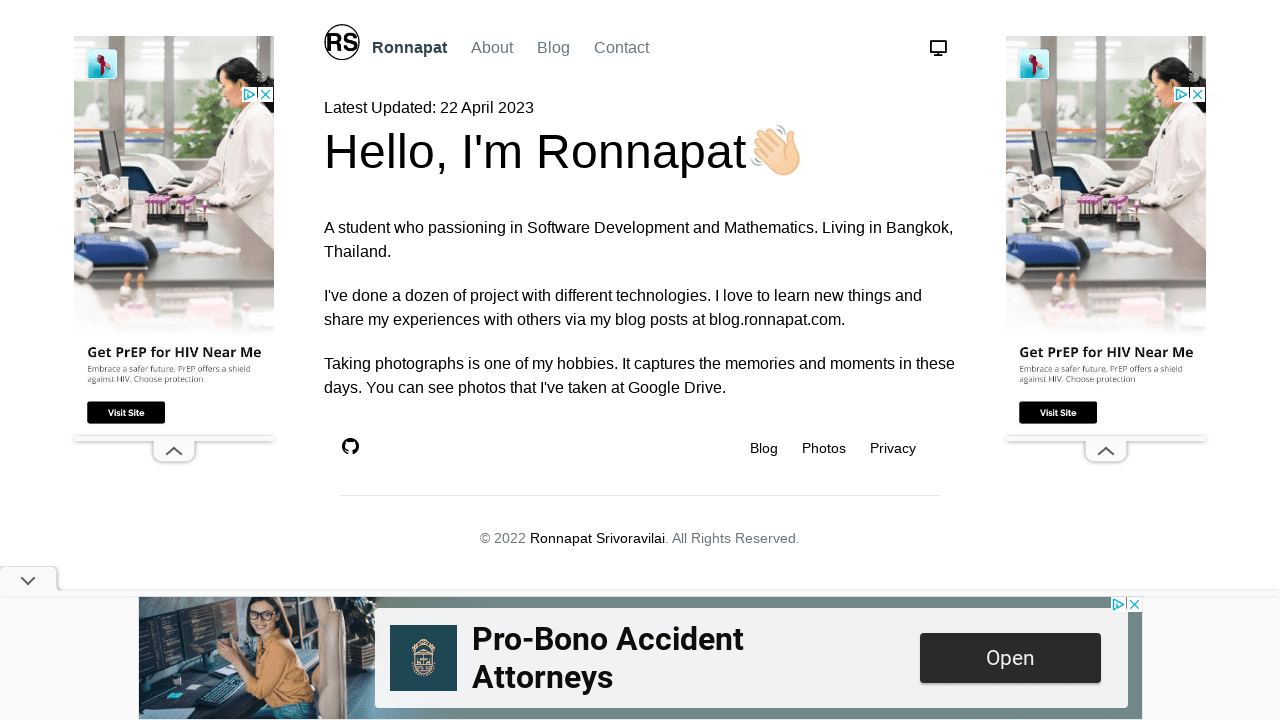 RS
Ronnapat About Blog Contact
Latest Updated: 22 April 2023
Hello, I'm Ronnapat👋🏼
A student who passioning in Software Development and Mathematics. Living in Bangkok,
Thailand.
I've done a dozen of project with different technologies. I love to learn new things and
share my experiences with others via my blog posts at blog.ronnapat.com.
Taking photographs is one of my hobbies. It captures the memories and moments in these
days. You can see photos that I've taken at Google Drive.
Blog Photos Privacy
© 2022 Ronnapat Srivoravilai. All Rights Reserved.
Get PrEP for HIV Near Me
Embrace a safer future. PrEP offers a shield
against HIV. Choose protection
Visit Site
Get PrEP for HIV Near Me
Embrace a safer future. PrEP offers a shield
against HIV. Choose protection
Visit Site
Pro-Bono Accident
Attorneys
Open